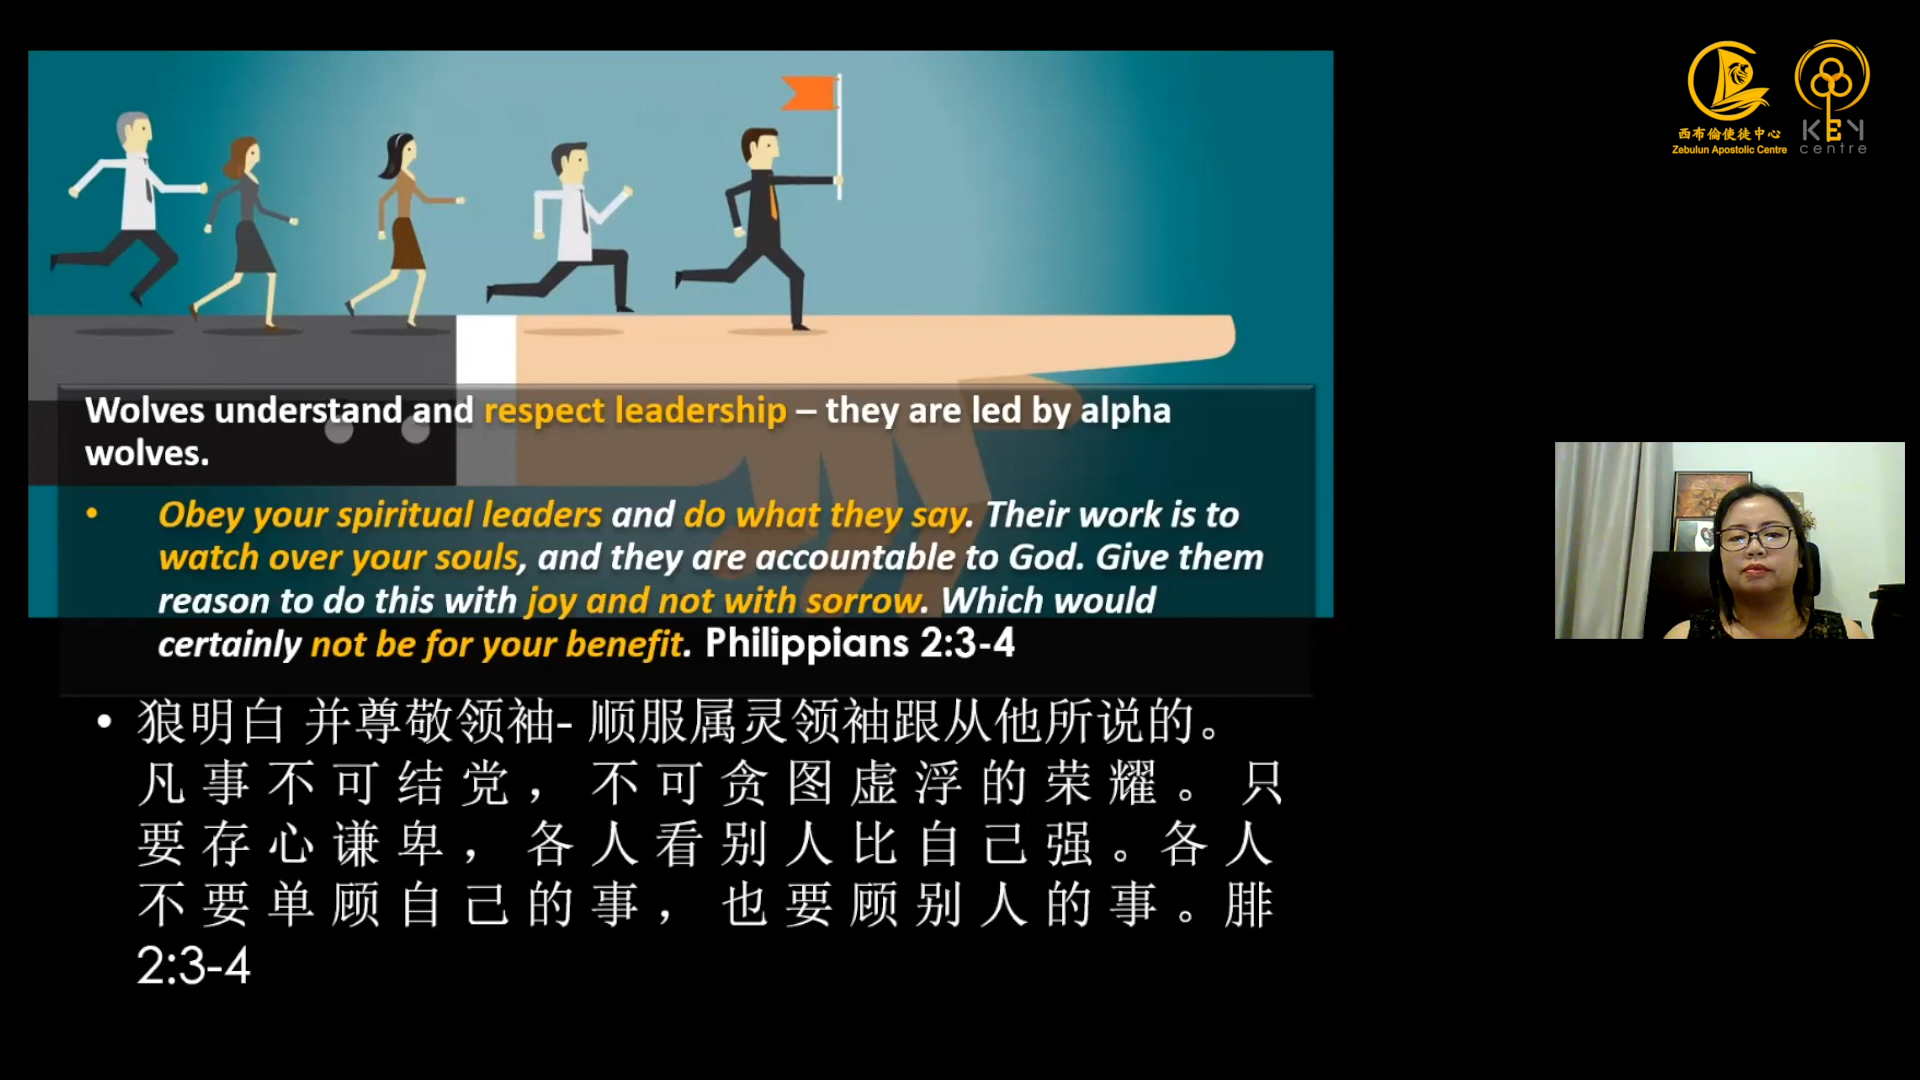 西布倫使徒中心
Zebulun Apostolic Centre
KEY
centre
Wolves understand and respect leadership – they are led by alpha
wolves.
• Obey your spiritual leaders and do what they say. Their work is to
watch over your souls, and they are accountable to God. Give them
reason to do this with joy and not with sorrow. Which would
certainly not be for your benefit. Philippians 2:3-4
• 狼明白 并尊敬领袖- 顺服属灵领袖跟从他所说的。
凡事不可结党，不可贪图虚浮的荣耀。只
要存心谦卑，各人看别人比自己强。各人
不要单顾自己的事，也要顾别人的事。腓
2:3-4